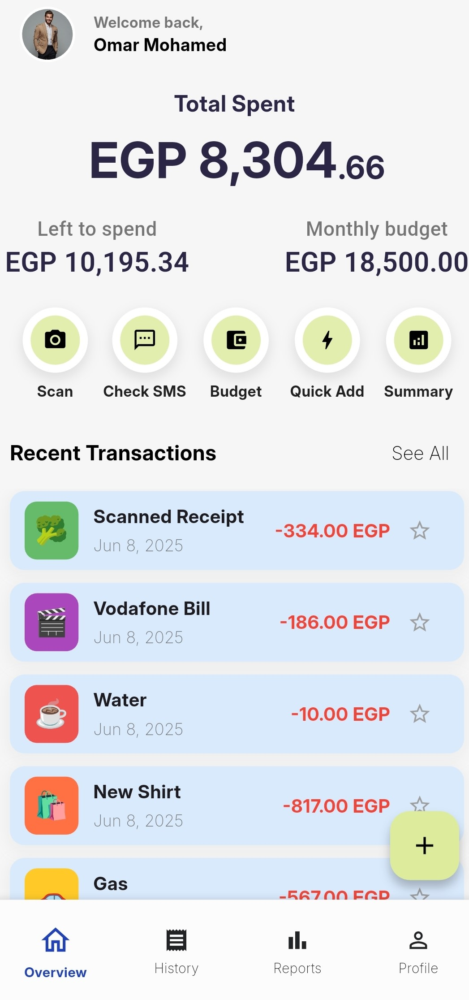 Welcome back,
Omar Mohamed
Total Spent
EGP 8,304.66
Left to spend
Monthly budget
EGP 10,195.34
EGP 18,500.00
Scan
Check SMS
Budget
Quick Add
Summary
Recent Transactions
See All
Scanned Receipt
-334.00 EGP
Jun 8, 2025
Vodafone Bill
-186.00 EGP
Jun 8, 2025
Water
-10.00 EGP
Jun 8, 2025
New Shirt
-817.00 EGP
Jun 8, 2025
Gas
-567.00 EGP
Overview
History
Reports
Profile